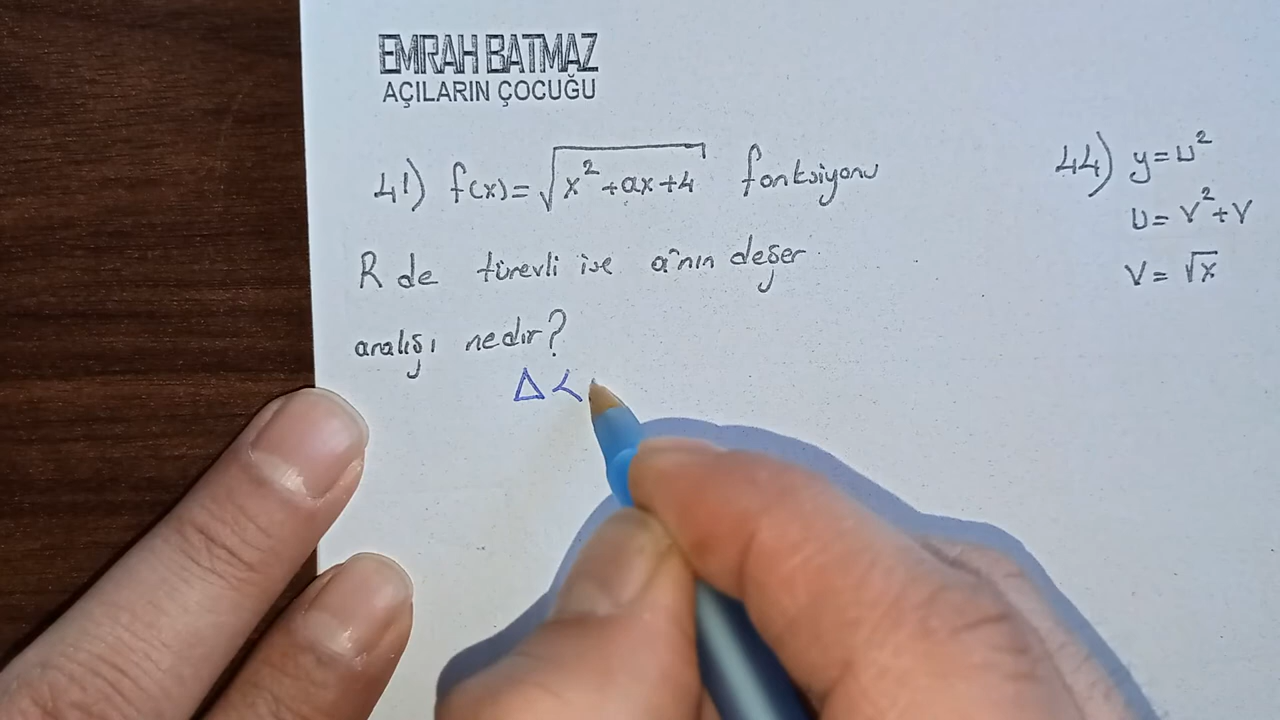 EMRAH BATMAZ
AÇILARIN ÇOCUĞU
41) f(x)=√x²+ax+4 fonksiyonu
R de türevli ise a'nın değer
aralığı nedir?
Δ <
44) y=u²
u= v²+v
v= √x